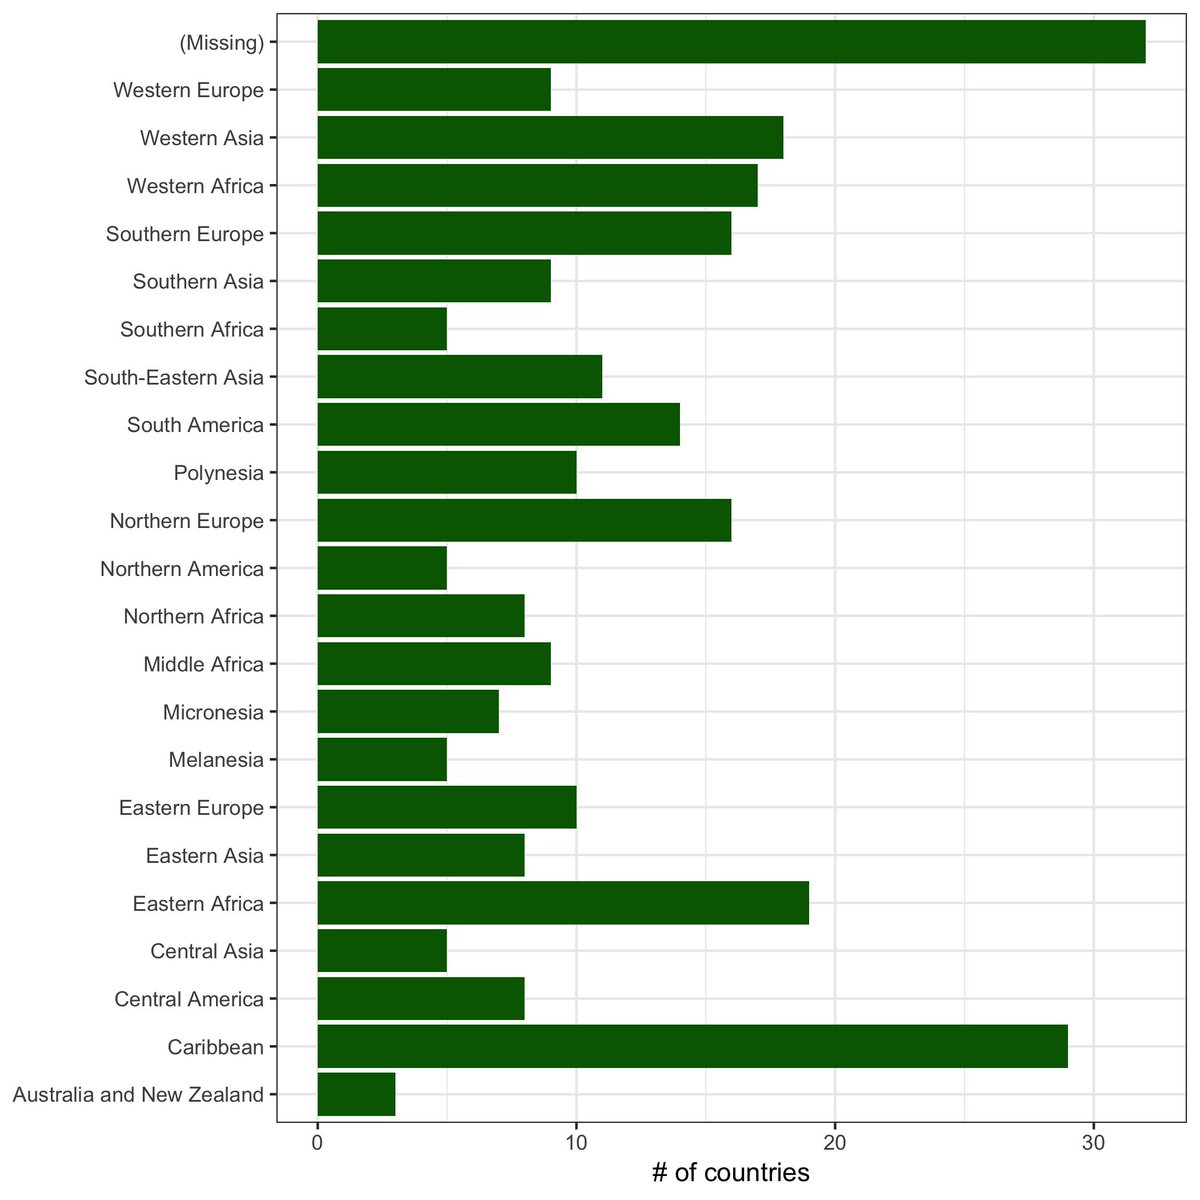 (Missing)
Western Europe
Western Asia
Western Africa
Southern Europe
Southern Asia
Southern Africa
South-Eastern Asia
South America
Polynesia
Northern Europe
Northern America
Northern Africa
Middle Africa
Micronesia
Melanesia
Eastern Europe
Eastern Asia
Eastern Africa
Central Asia
Central America
Caribbean
Australia and New Zealand
0 10 20 30
# of countries